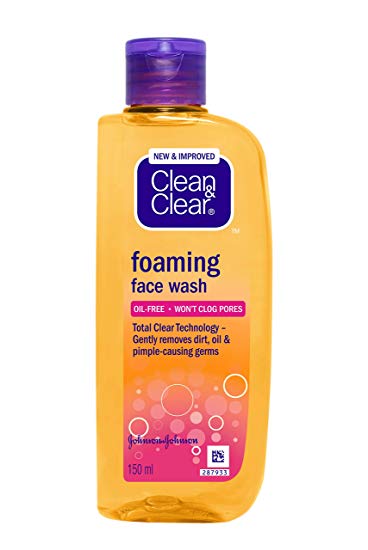 NEW & IMPROVED
Clean &
Clear®
TM
foaming
face wash
OIL-FREE • WON'T CLOG PORES
Total Clear Technology –
Gently removes dirt, oil &
pimple-causing germs
Johnson & Johnson
150 ml
287933